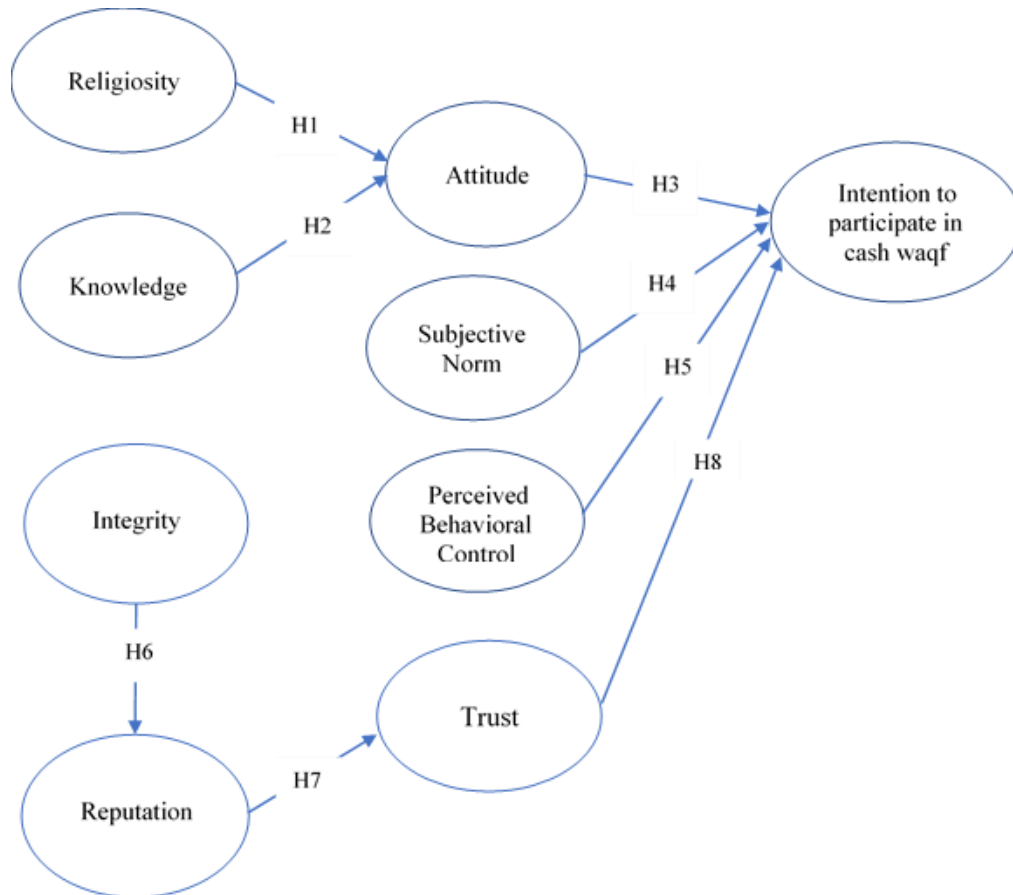 Religiosity
H1
Attitude
H3
Intention to
participate in
cash waqf
Knowledge
H2
Subjective
Norm
H4
H5
Integrity
Perceived
Behavioral
Control
H8
H6
Reputation
H7
Trust